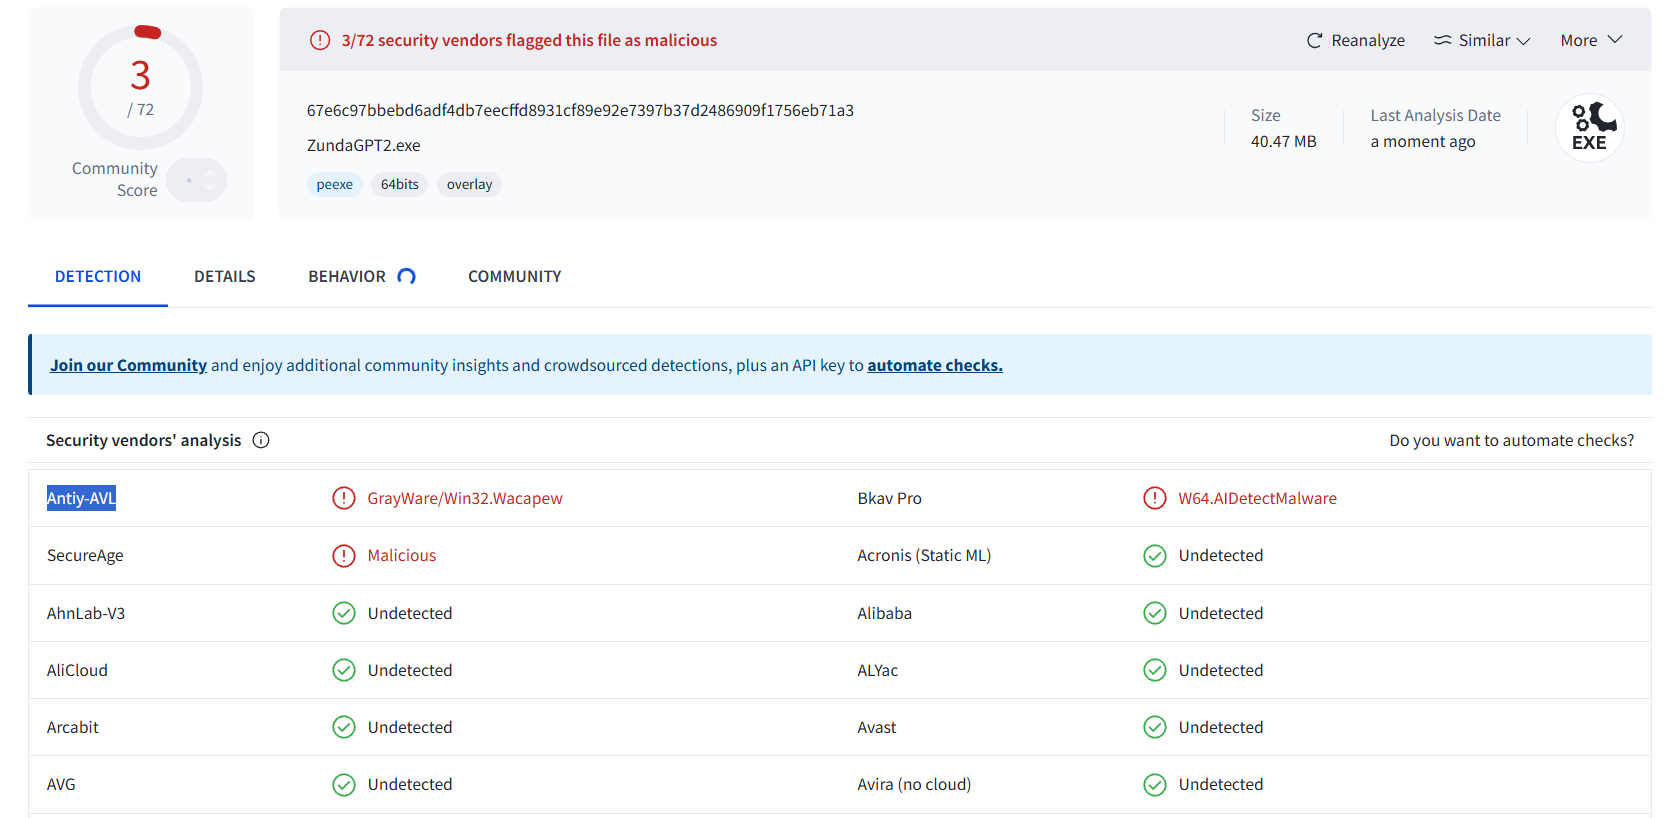 3
/ 72
Community
Score
3/72 security vendors flagged this file as malicious
Reanalyze
Similar
More
67e6c97bbebd6adf4db7eecffd8931cf89e92e7397b37d2486909f1756eb71a3
ZundaGPT2.exe
peexe 64bits overlay
Size
40.47 MB
Last Analysis Date
a moment ago
EXE
DETECTION DETAILS BEHAVIOR COMMUNITY
Join our Community and enjoy additional community insights and crowdsourced detections, plus an API key to automate checks.
Security vendors' analysis Do you want to automate checks?
Antiy-AVL GrayWare/Win32.Wacapew Bkav Pro W64.AIDetectMalware
SecureAge Malicious Acronis (Static ML) Undetected
AhnLab-V3 Undetected Alibaba Undetected
AliCloud Undetected ALYac Undetected
Arcabit Undetected Avast Undetected
AVG Undetected Avira (no cloud) Undetected